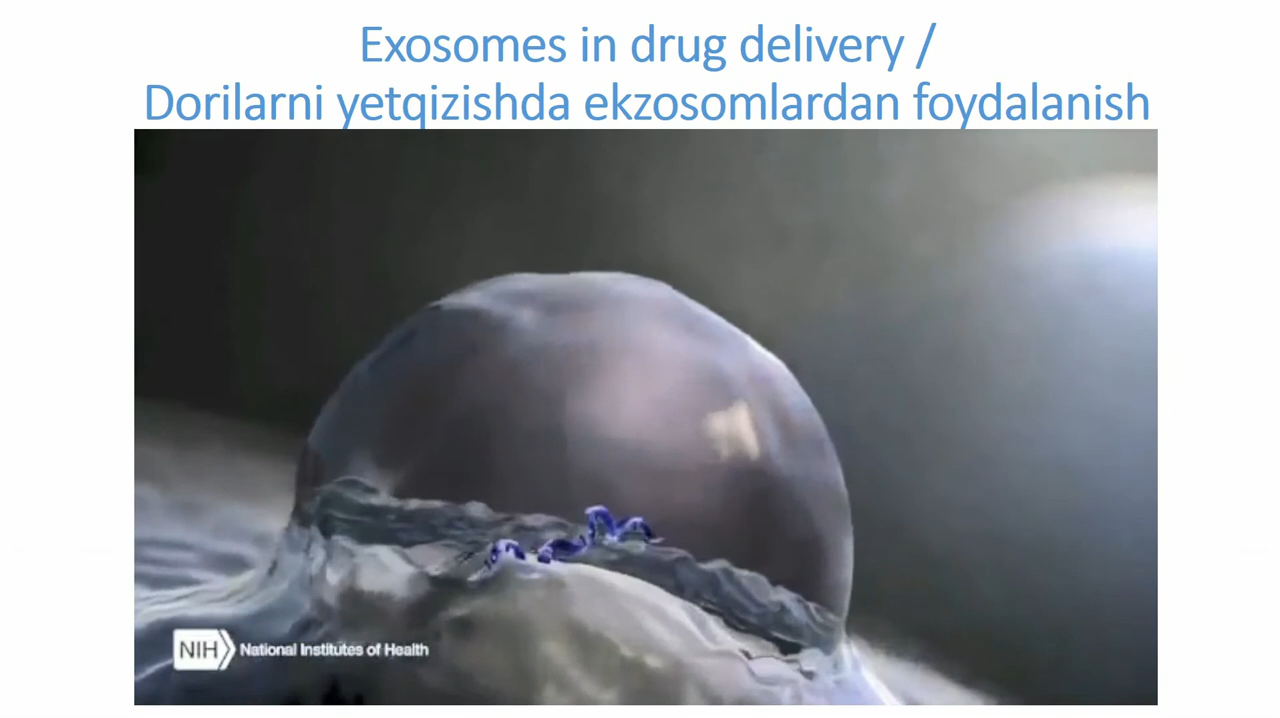 Exosomes in drug delivery /
Dorilarni yetqizishda ekzosomlardan foydalanish
NIH National Institutes of Health